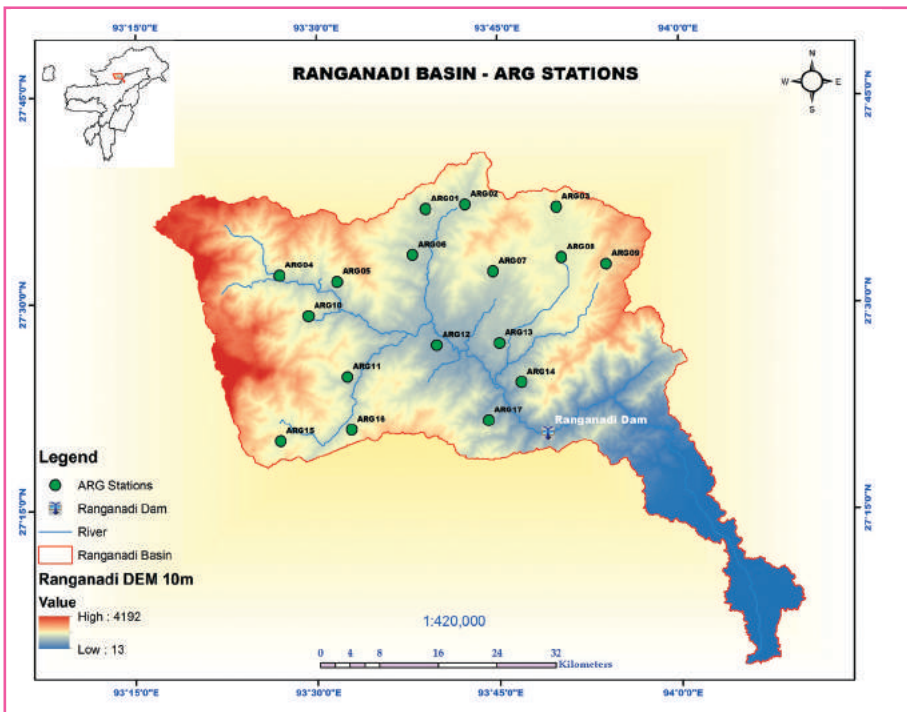 93°15'0"E 93°30'0"E 93°45'0"E 94°0'0"E
RANGANADI BASIN - ARG STATIONS
N
W E
S
27°45'0"N 27°45'0"N
ARG01 ARG02 ARG03
ARG06
ARG04 ARG05 ARG07 ARG08 ARG09
27°30'0"N 27°30'0"N
ARG10
ARG12 ARG13
ARG11 ARG14
ARG15 ARG16 ARG17
Ranganadi Dam
27°15'0"N 27°15'0"N
Legend
ARG Stations
Ranganadi Dam
River
Ranganadi Basin
Ranganadi DEM 10m
Value
High : 4192
Low : 13
1:420,000
0 2 4 8 16 24 32
Kilometers
93°15'0"E 93°30'0"E 93°45'0"E 94°0'0"E